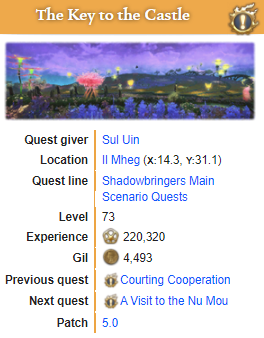 The Key to the Castle
Quest giver Sul Uin
Location Il Mheg (x:14.3, y:31.1)
Quest line Shadowbringers Main
Scenario Quests
Level 73
Experience 220,320
Gil 4,493
Previous quest Courting Cooperation
Next quest A Visit to the Nu Mou
Patch 5.0